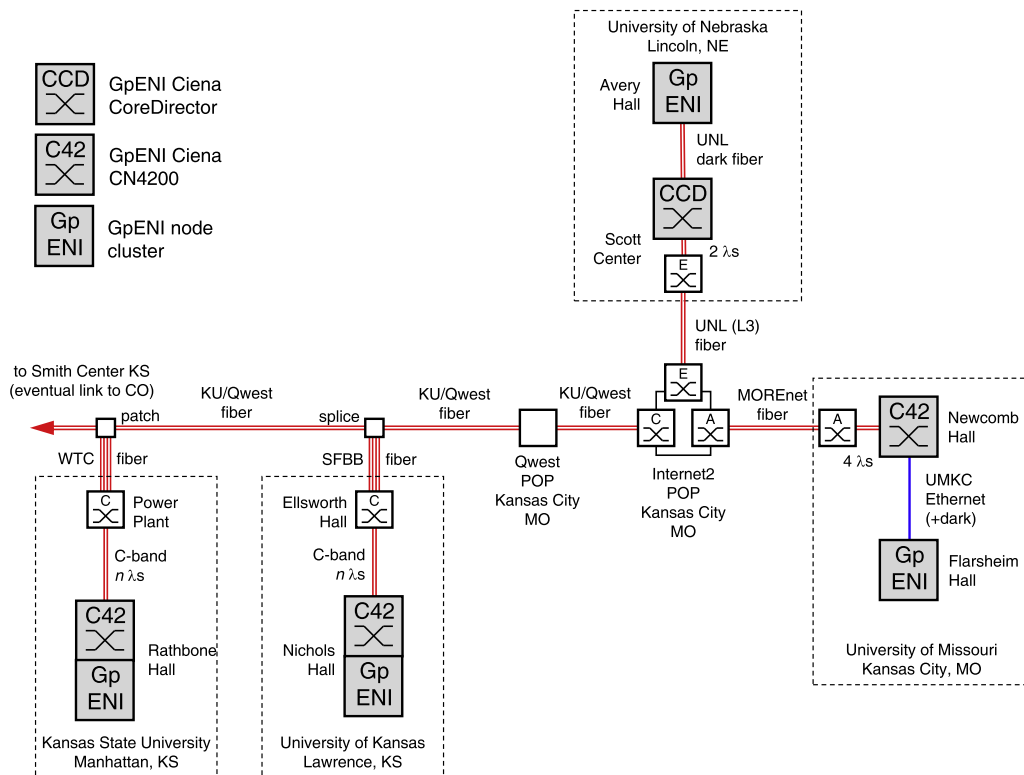 CCD
GpENI Ciena
CoreDirector
C42
GpENI Ciena
CN4200
Gp
ENI
GpENI node
cluster
University of Nebraska
Lincoln, NE
Avery
Hall
Gp
ENI
UNL
dark fiber
CCD
Scott
Center
2 λs
E
UNL (L3)
fiber
E
to Smith Center KS
(eventual link to CO)
patch
KU/Qwest
fiber
splice
KU/Qwest
fiber
KU/Qwest
fiber
C
A
MOREnet
fiber
A
4 λs
C42
Newcomb
Hall
Qwest
POP
Kansas City
MO
Internet2
POP
Kansas City
MO
UMKC
Ethernet
(+dark)
Gp
ENI
Flarsheim
Hall
University of Missouri
Kansas City, MO
WTC fiber
C
Power
Plant
C-band
n λs
C42
Gp
ENI
Rathbone
Hall
Kansas State University
Manhattan, KS
SFBB fiber
Ellsworth
Hall
C
C-band
n λs
C42
Nichols
Hall
Gp
ENI
University of Kansas
Lawrence, KS